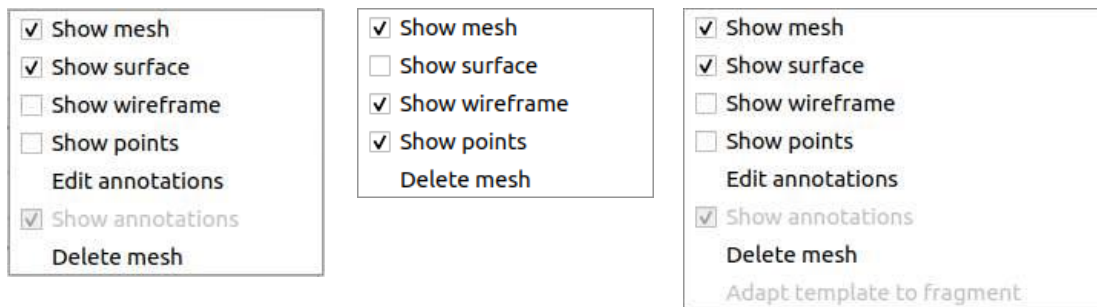 Show mesh
Show surface
Show wireframe
Show points
Edit annotations
Show annotations
Delete mesh
Show mesh
Show surface
Show wireframe
Show points
Delete mesh
Show mesh
Show surface
Show wireframe
Show points
Edit annotations
Show annotations
Delete mesh
Adapt template to fragment